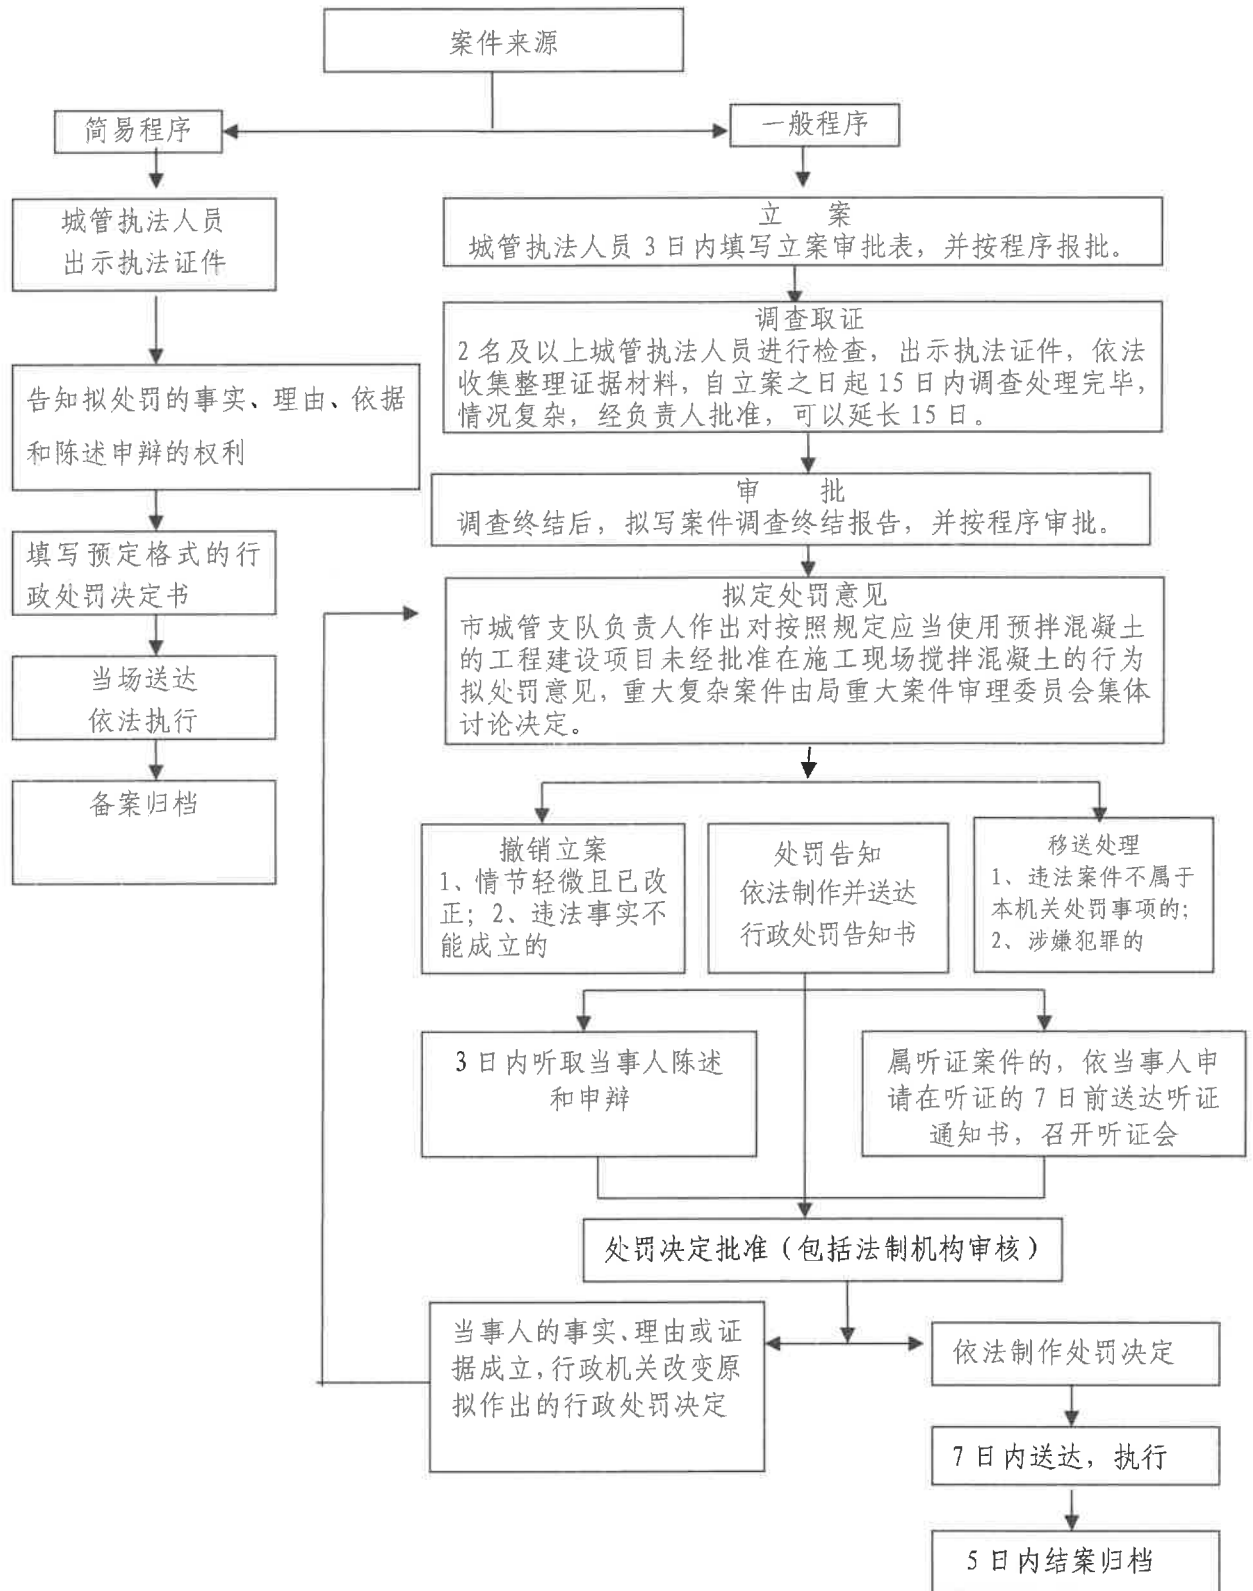 案件来源
简易程序
一般程序
城管执法人员
出示执法证件
告知拟处罚的事实、理由、依据
和陈述申辩的权利
填写预定格式的行
政处罚决定书
当场送达
依法执行
备案归档
立 案
城管执法人员 3 日内填写立案审批表，并按程序报批。
调查取证
2 名及以上城管执法人员进行检查，出示执法证件，依法
收集整理证据材料，自立案之日起 15 日内调查处理完毕，
情况复杂，经负责人批准，可以延长 15 日。
审 批
调查终结后，拟写案件调查终结报告，并按程序审批。
拟定处罚意见
市城管支队负责人作出对按照规定应当使用预拌混凝土
的工程建设项目未经批准在施工现场搅拌混凝土的行为
拟处罚意见，重大复杂案件由局重大案件审理委员会集体
讨论决定。
撤销立案
1、情节轻微且已改
正；2、违法事实不
能成立的
处罚告知
依法制作并送达
行政处罚告知书
移送处理
1、违法案件不属于
本机关处罚事项的；
2、涉嫌犯罪的
3 日内听取当事人陈述
和申辩
属听证案件的，依当事人申
请在听证的 7 日前送达听证
通知书，召开听证会
处罚决定批准（包括法制机构审核）
当事人的事实、理由或证
据成立，行政机关改变原
拟作出的行政处罚决定
依法制作处罚决定
7 日内送达，执行
5 日内结案归档